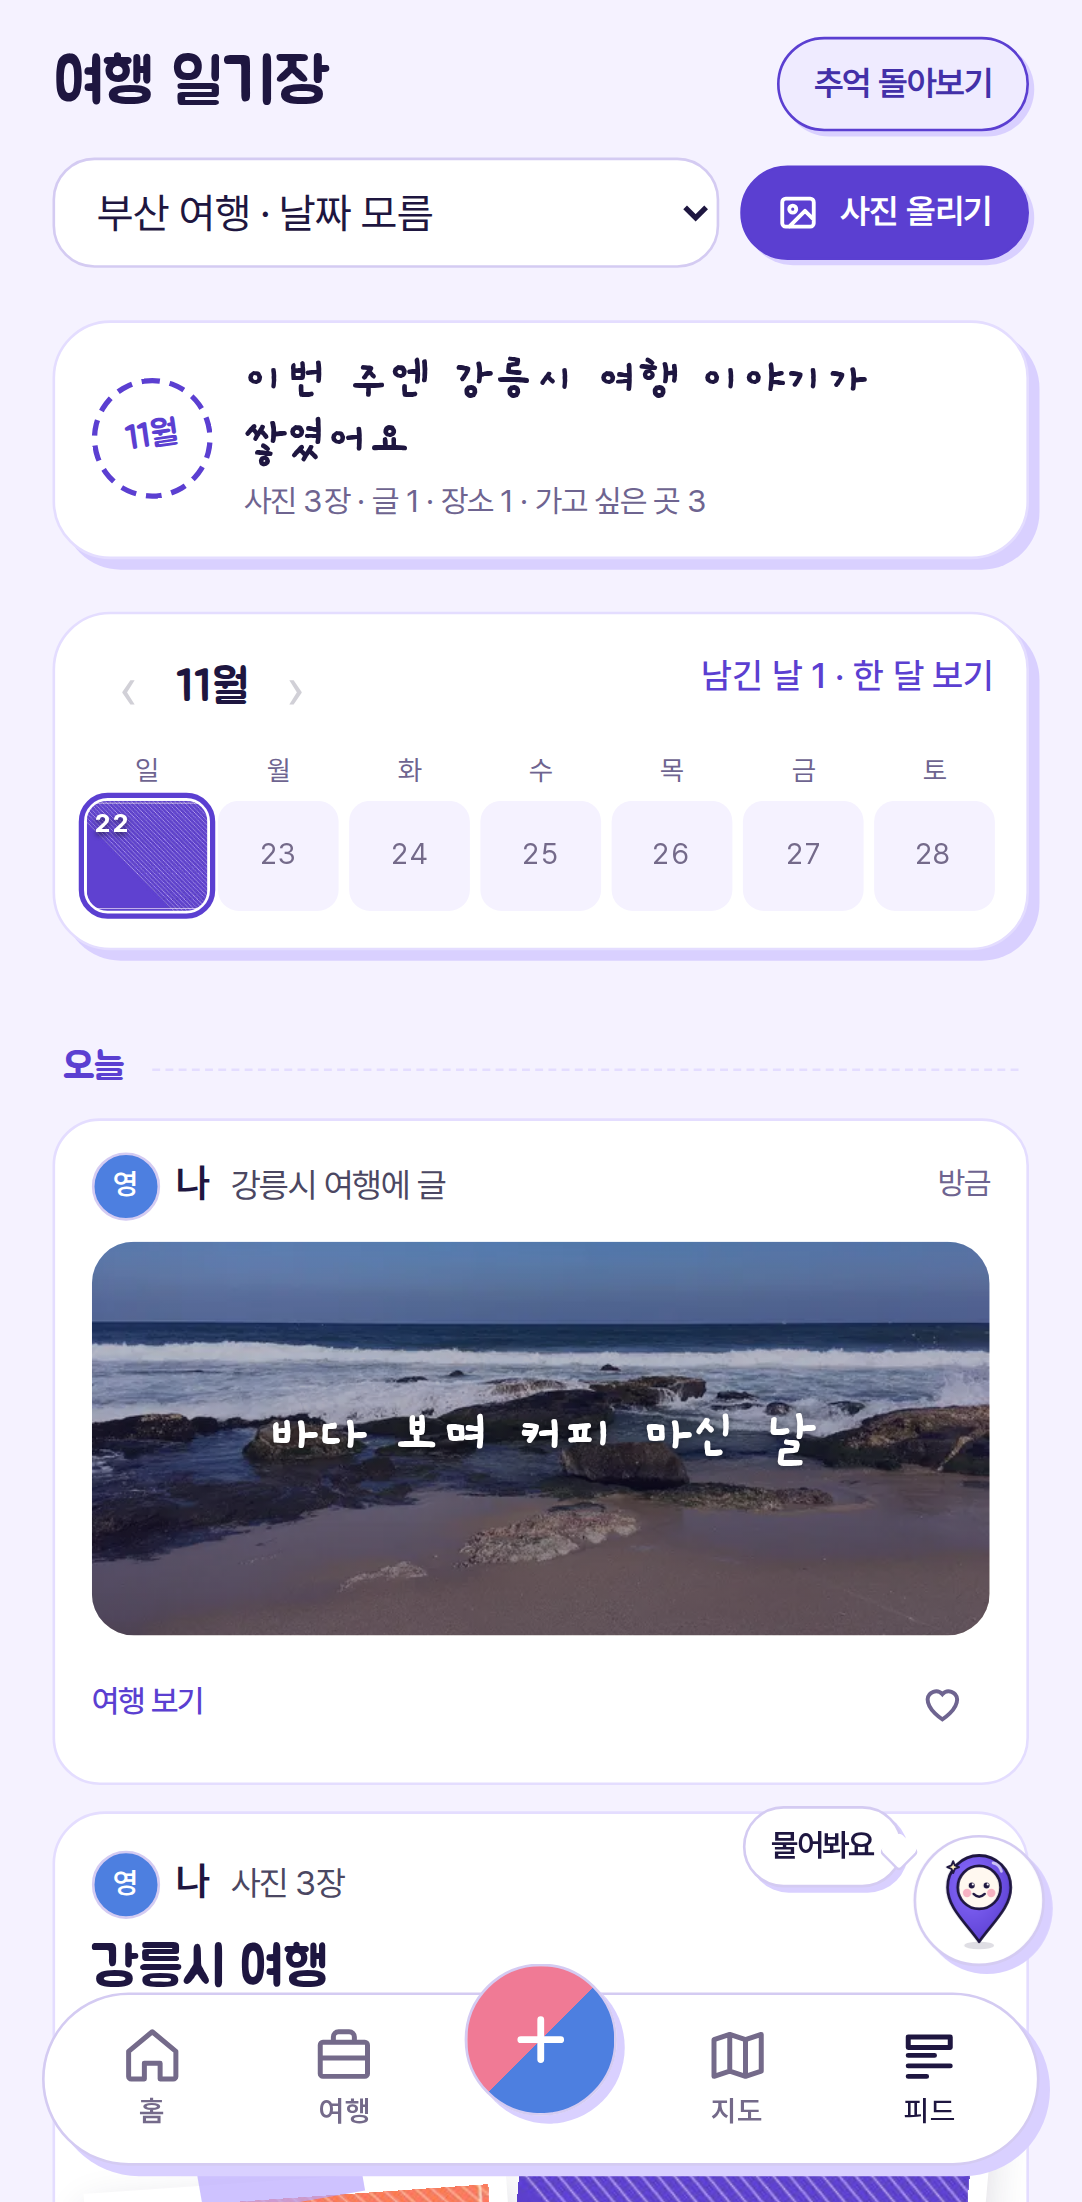 여행 일기장
추억 돌아보기
부산 여행 · 날짜 모름
사진 올리기
11월
이번 주엔 강릉시 여행 이야기가
쌓였어요
사진 3장 · 글 1 · 장소 1 · 가고 싶은 곳 3
‹ 11월 ›
남긴 날 1 · 한 달 보기
일 월 화 수 목 금 토
22 23 24 25 26 27 28
오늘
영 나 강릉시 여행에 글 방금
바다 보며 커피 마신 날
여행 보기
물어봐요
영 나 사진 3장
강릉시 여행
홈 여행 지도 피드